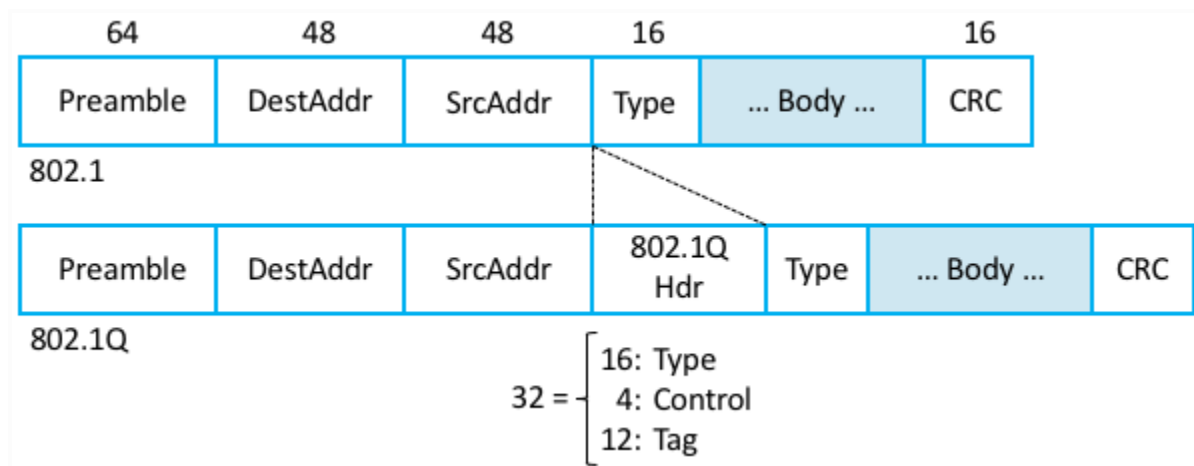 64 48 48 16 16
Preamble DestAddr SrcAddr Type ... Body ... CRC
802.1
Preamble DestAddr SrcAddr 802.1Q Hdr Type ... Body ... CRC
802.1Q
32 =
16: Type
4: Control
12: Tag